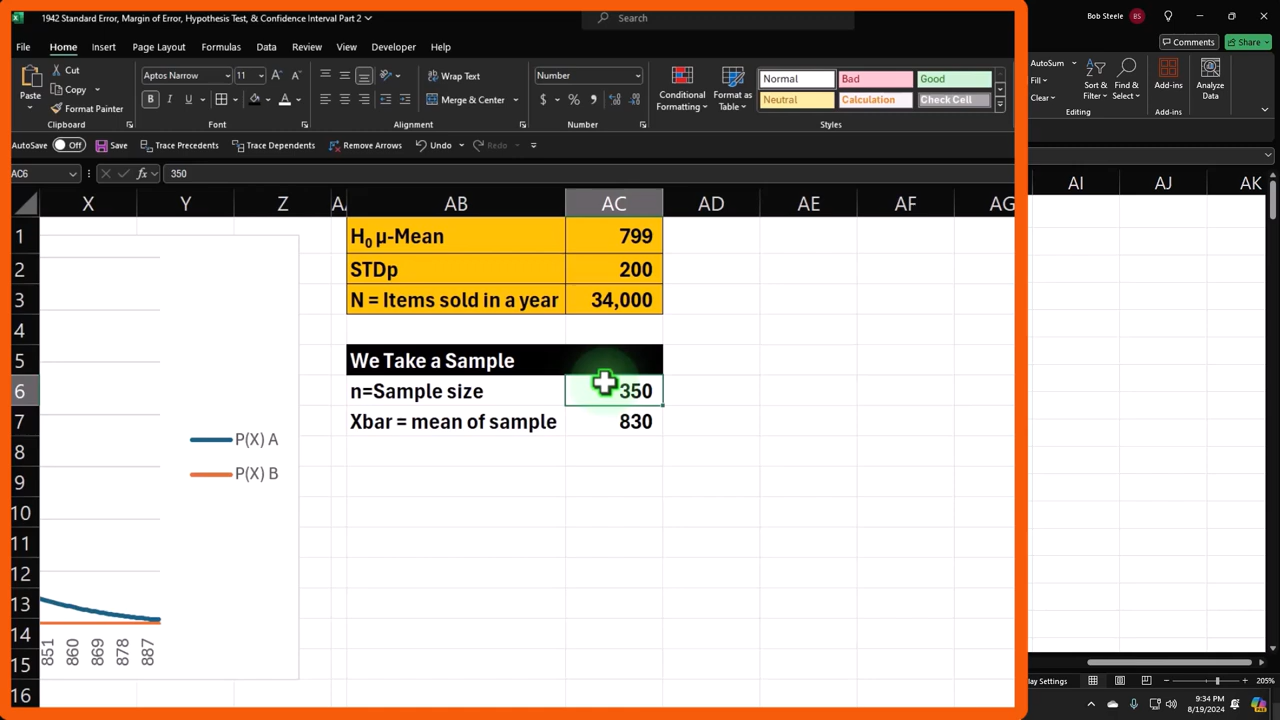 1942 Standard Error, Margin of Error, Hypothesis Test, & Confidence Interval Part 2
Search
Bob Steele
BS
File Home Insert Page Layout Formulas Data Review View Developer Help
Comments
Share
Paste
Cut
Copy
Format Painter
Clipboard
Aptos Narrow
11
B I U
Font
Wrap Text
Merge & Center
Alignment
Number
$ % ,
Number
Conditional Formatting
Format as Table
Normal Bad Good
Neutral Calculation Check Cell
Styles
AutoSum
Fill
Clear
Sort & Filter
Find & Select
Editing
Add-ins
Add-ins
Analyze Data
AutoSave Off Save Trace Precedents Trace Dependents Remove Arrows Undo Redo
AC6 fx 350
X Y Z AA AB AC AD AE AF AG AI AJ AK
1 H₀ µ-Mean 799
2 STDp 200
3 N = Items sold in a year 34,000
4
5 We Take a Sample
6 n=Sample size 350
7 Xbar = mean of sample 830
8
9
10
11
12
13
14
15
16
P(X) A
P(X) B
851 860 869 878 887
lay Settings
205%
9:34 PM
8/19/2024